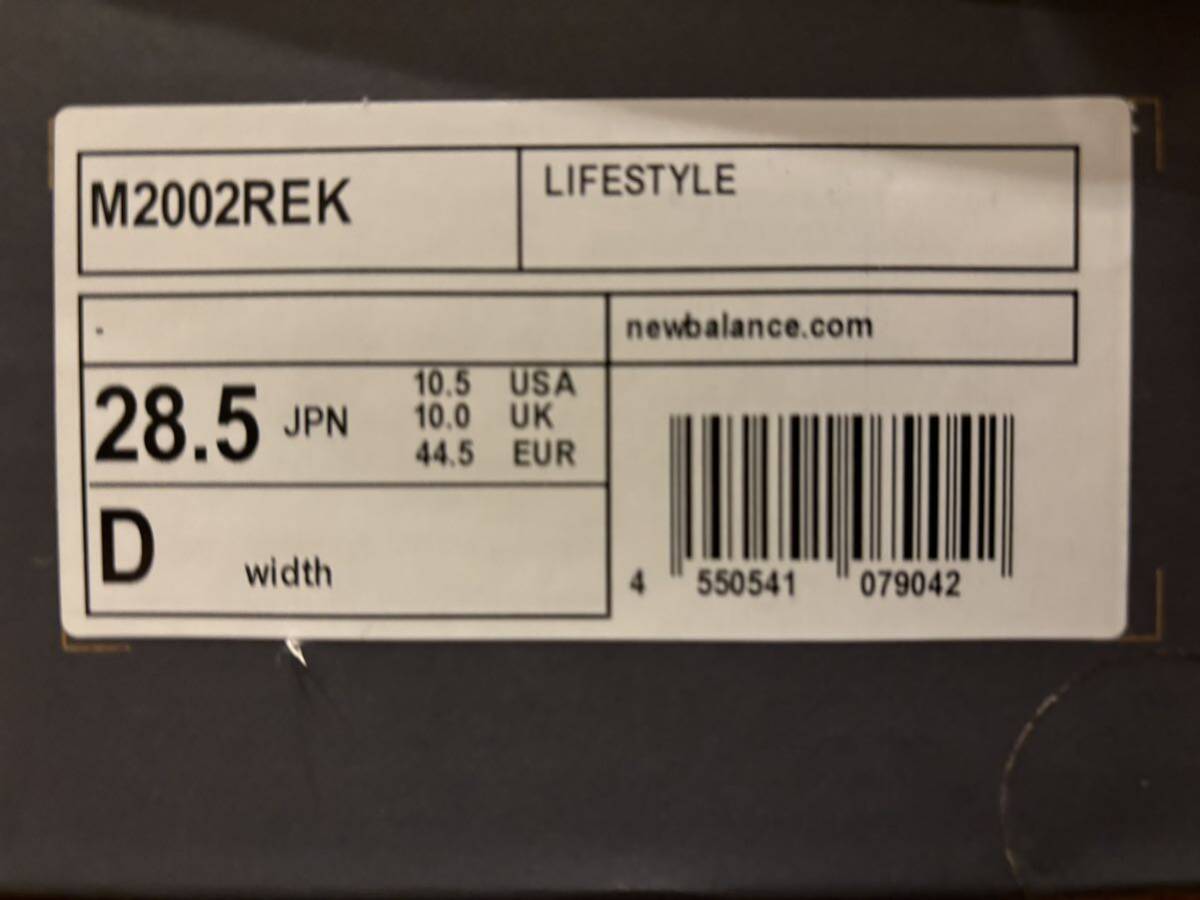 M2002REK
LIFESTYLE
.
newbalance.com
28.5 JPN
10.5 USA
10.0 UK
44.5 EUR
D width
4 550541 079042